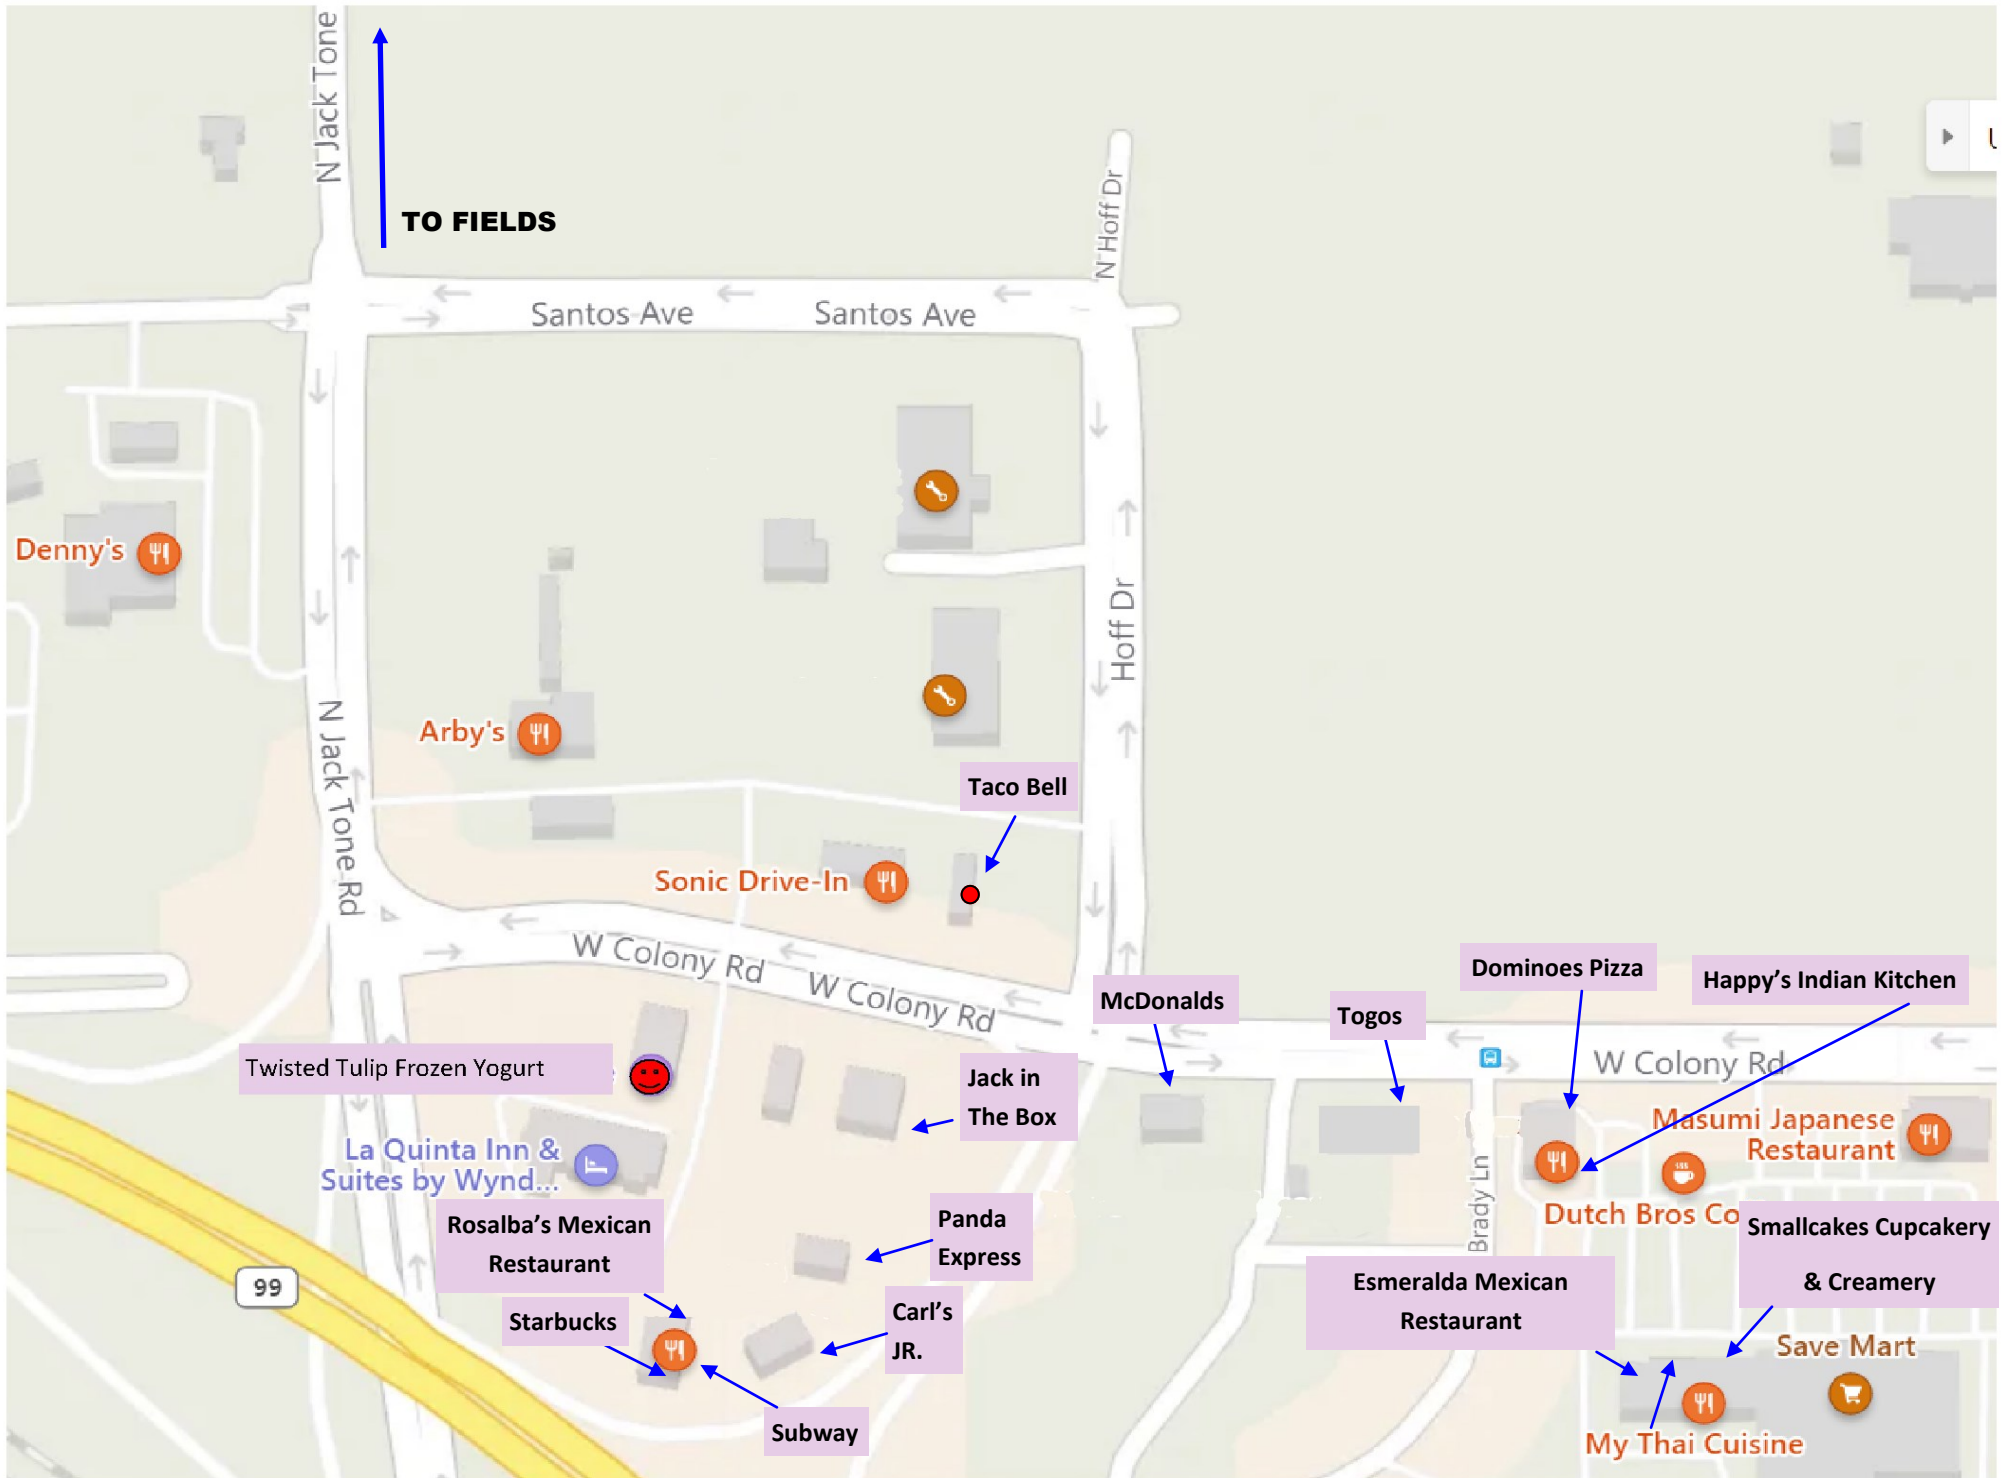 N Jack Tone
TO FIELDS
N Hoff Dr
Santos Ave
Santos Ave
Denny's
Hoff Dr
N Jack Tone Rd
Arby's
Taco Bell
Sonic Drive-In
W Colony Rd
W Colony Rd
McDonalds
Togos
Dominoes Pizza
Happy's Indian Kitchen
W Colony Rd
Twisted Tulip Frozen Yogurt
Jack in
The Box
Masumi Japanese
Restaurant
La Quinta Inn &
Suites by Wynd...
Brady Ln
Dutch Bros Co
Rosalba's Mexican
Restaurant
Panda
Express
Smallcakes Cupcakery
& Creamery
99
Esmeralda Mexican
Restaurant
Starbucks
Carl's
JR.
Save Mart
Subway
My Thai Cuisine